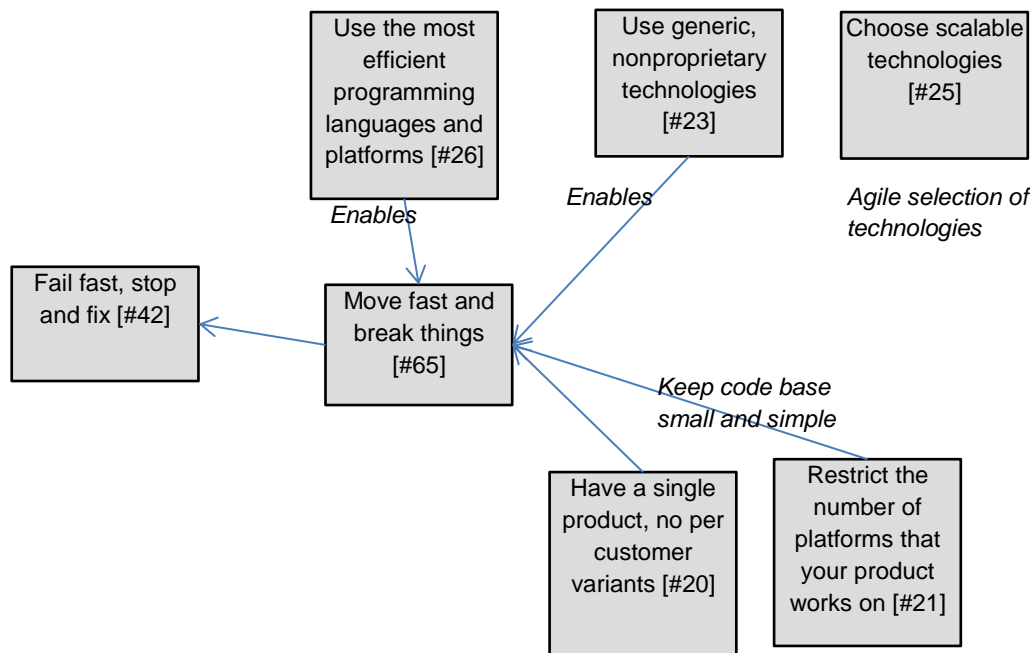 Use the most
efficient
programming
languages and
platforms [#26]
Use generic,
nonproprietary
technologies
[#23]
Choose scalable
technologies
[#25]
Enables
Enables
Agile selection of
technologies
Fail fast, stop
and fix [#42]
Move fast and
break things
[#65]
Keep code base
small and simple
Have a single
product, no per
customer
variants [#20]
Restrict the
number of
platforms that
your product
works on [#21]